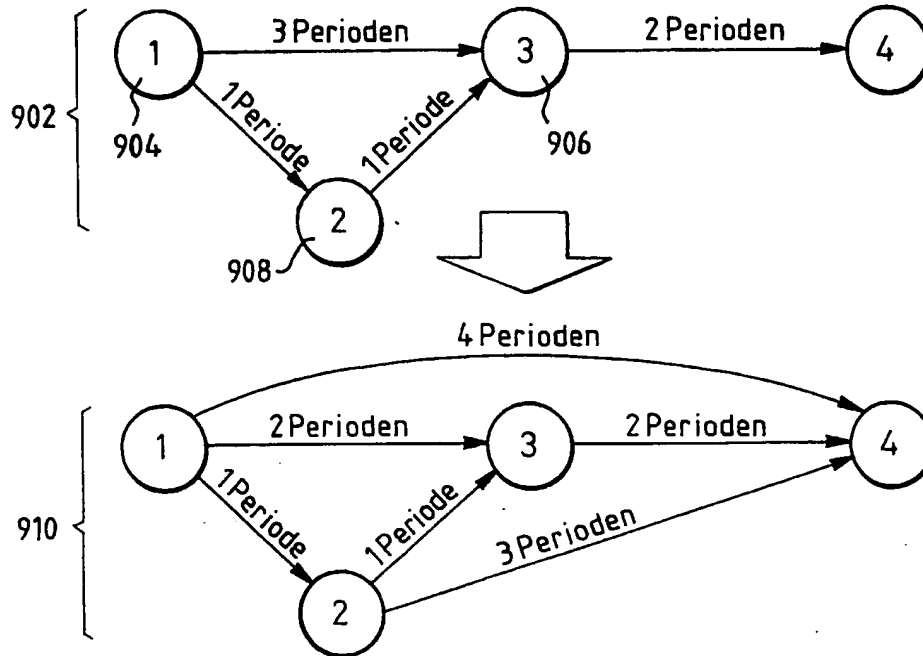 1
3 Perioden
3
2 Perioden
4
902
904
1 Periode
1 Periode
906
2
908
4 Perioden
1
2 Perioden
3
2 Perioden
4
910
1 Periode
1 Periode
3 Perioden
2